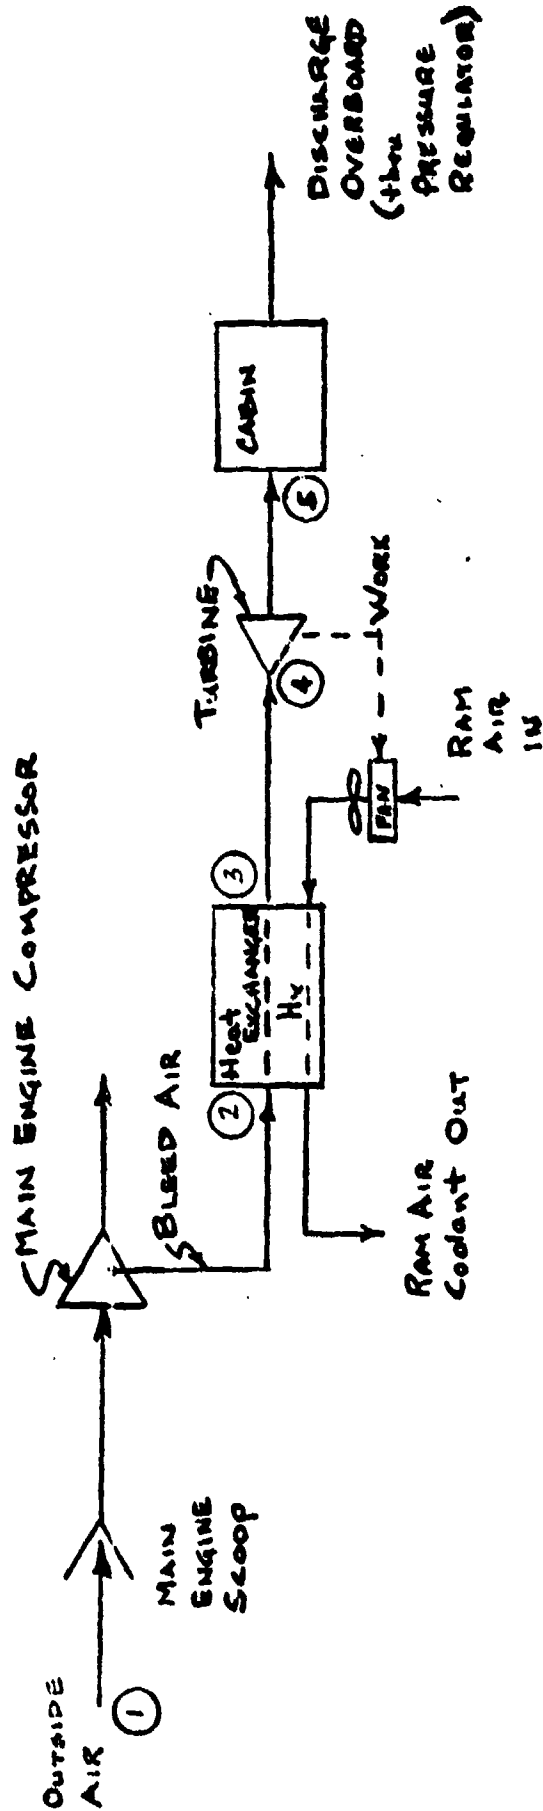 OUTSIDE
AIR
1
MAIN
ENGINE
SCOOP
MAIN ENGINE COMPRESSOR
BLEED AIR
2
Heat
EXCHANGER
Hx
3
RAM AIR
Coolant OUT
FAN
RAM
AIR
IN
WORK
TURBINE
4
5
CABIN
DISCHARGE
OVERBOARD
(thru
PRESSURE
REGULATOR)